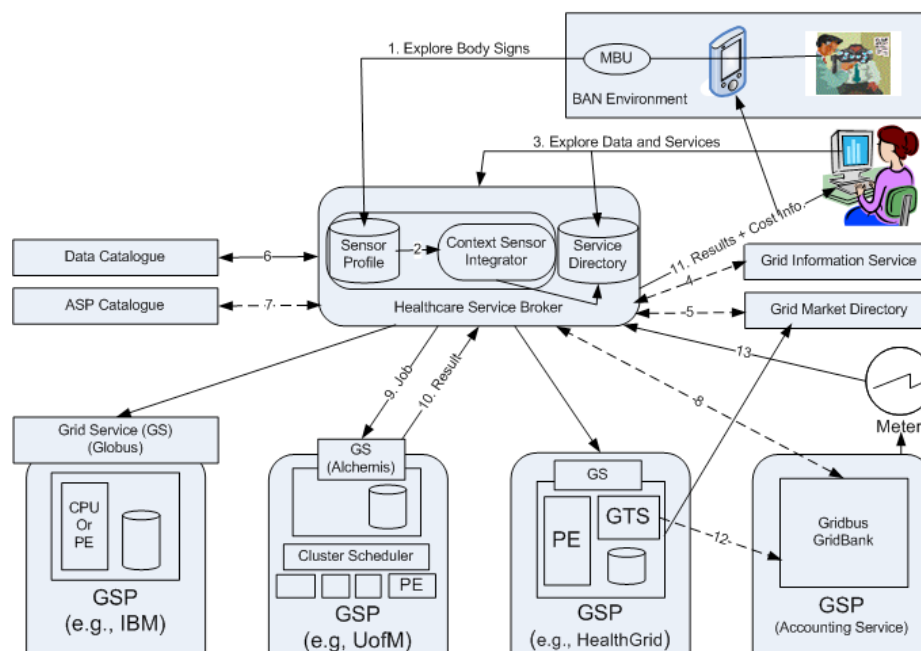 1. Explore Body Signs
MBU
BAN Environment
3. Explore Data and Services
11. Results + Cost Info.
Data Catalogue
6
Sensor
Profile
2
Context Sensor
Integrator
Service
Directory
4
Grid Information Service
ASP Catalogue
7
Healthcare Service Broker
5
Grid Market Directory
9. Job
10. Result
13
8
Meter
Grid Service (GS)
(Globus)
GS
(Alchemis)
GS
CPU
Or
PE
PE
GTS
12
Gridbus
GridBank
Cluster Scheduler
PE
GSP
(e.g., IBM)
GSP
(e.g, UofM)
GSP
(e.g., HealthGrid)
GSP
(Accounting Service)